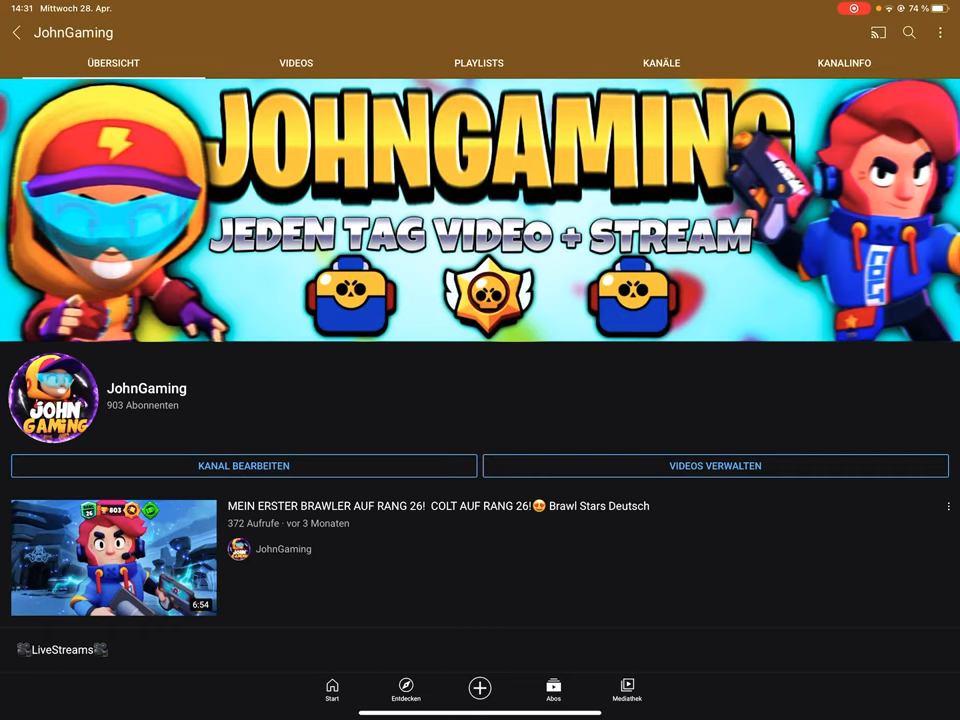 14:31 Mittwoch 28. Apr.
74 %
JohnGaming
ÜBERSICHT VIDEOS PLAYLISTS KANÄLE KANALINFO
JOHNGAMING
JEDEN TAG VIDEO + STREAM
COLT
JOHN
GAMING
JohnGaming
903 Abonnenten
KANAL BEARBEITEN VIDEOS VERWALTEN
MEIN ERSTER BRAWLER AUF RANG 26! COLT AUF RANG 26!😍 Brawl Stars Deutsch
372 Aufrufe · vor 3 Monaten
JohnGaming
26 803
6:54
LiveStreams
Start Entdecken Abos Mediathek